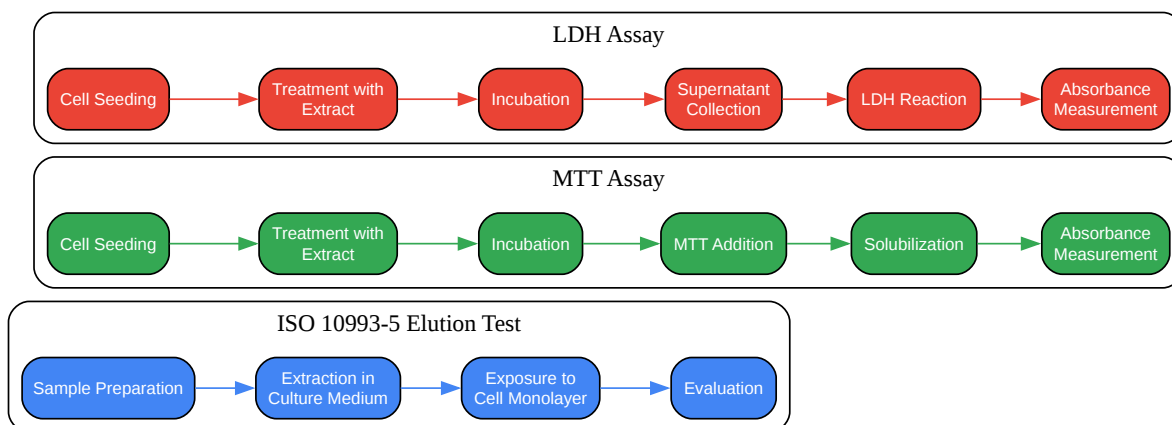 LDH Assay
Cell Seeding
Treatment with
Extract
Incubation
Supernatant
Collection
LDH Reaction
Absorbance
Measurement
MTT Assay
Cell Seeding
Treatment with
Extract
Incubation
MTT Addition
Solubilization
Absorbance
Measurement
ISO 10993-5 Elution Test
Sample Preparation
Extraction in
Culture Medium
Exposure to
Cell Monolayer
Evaluation